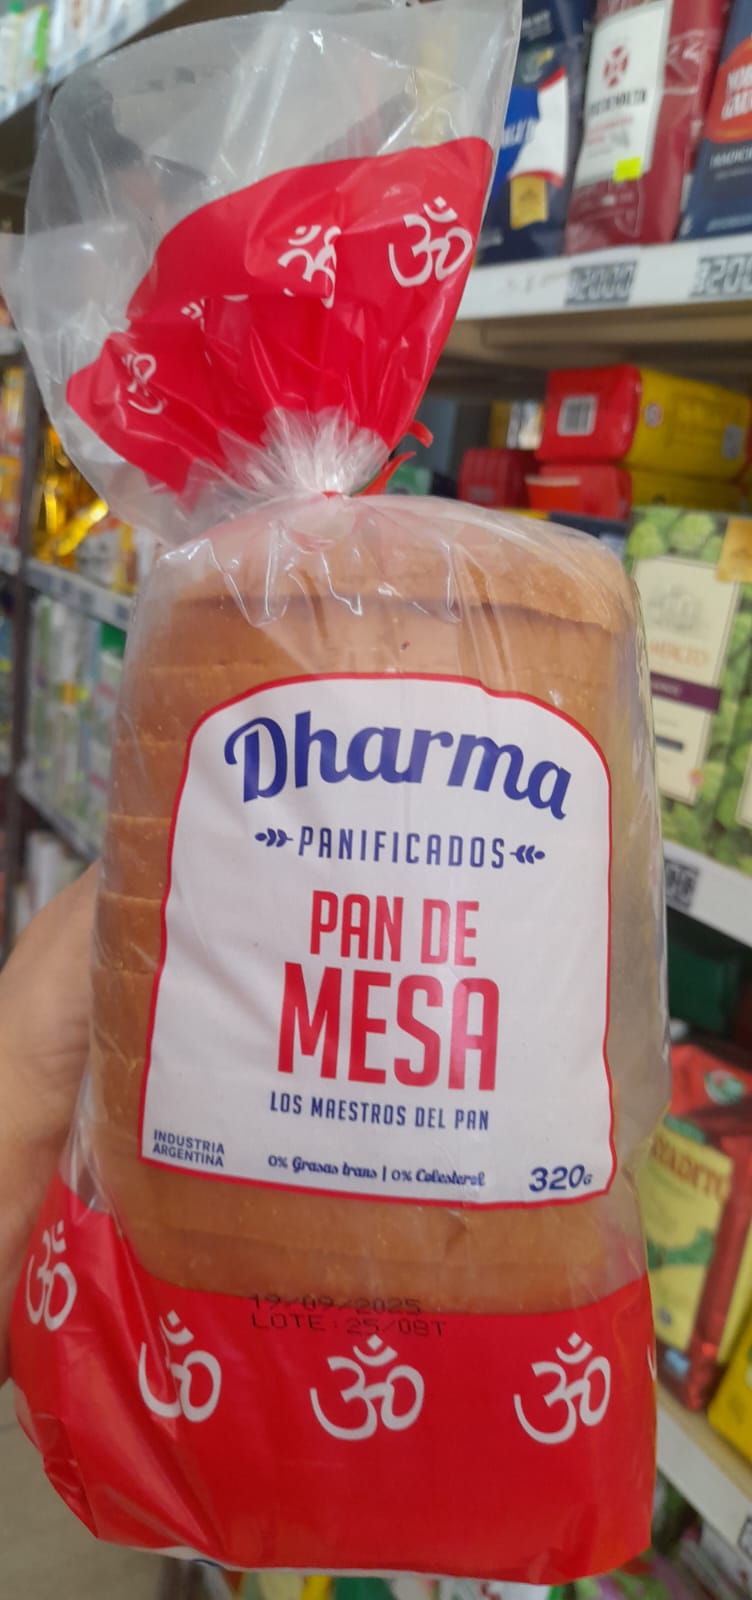 ॐ ॐ
ॐ
Dharma
PANIFICADOS
PAN DE
MESA
LOS MAESTROS DEL PAN
INDUSTRIA
ARGENTINA
0% Grasas trans | 0% Colesterol
320G
19/09/2025
LOTE:25/08T
ॐ ॐ ॐ ॐ